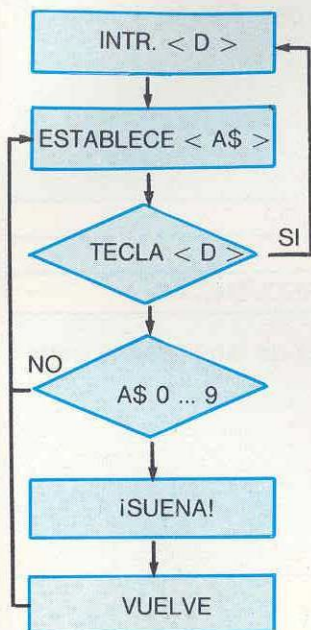 INTR. < D >
ESTABLECE < A$ >
TECLA < D >
SI
NO
A$ 0 ... 9
¡SUENA!
VUELVE